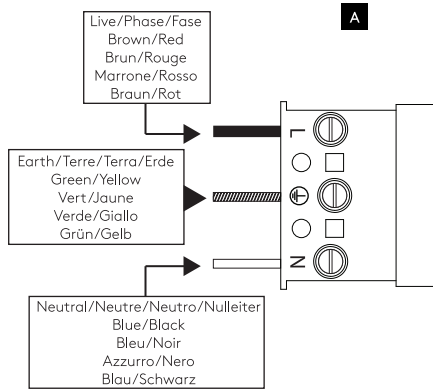 Live/Phase/Fase
Brown/Red
Brun/Rouge
Marrone/Rosso
Braun/Rot
A
L
Earth/Terre/Terra/Erde
Green/Yellow
Vert/Jaune
Verde/Giallo
Grün/Gelb
N
Neutral/Neutre/Neutro/Nulleiter
Blue/Black
Bleu/Noir
Azzurro/Nero
Blau/Schwarz